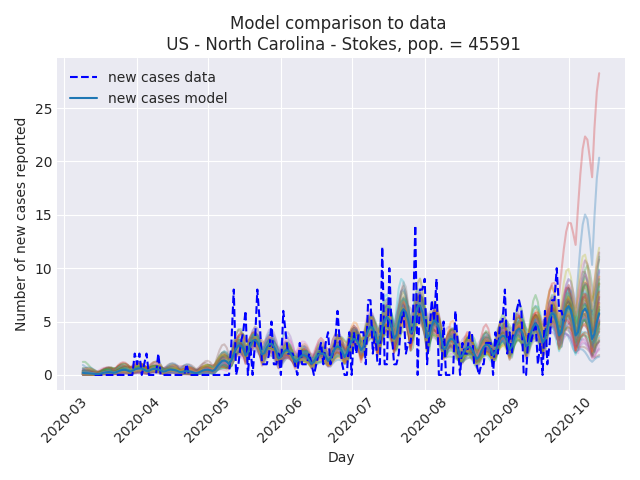 Model comparison to data
US - North Carolina - Stokes, pop. = 45591
new cases data
new cases model
Number of new cases reported
25
20
15
10
5
0
2020-03
2020-04
2020-05
2020-06
2020-07
2020-08
2020-09
2020-10
Day